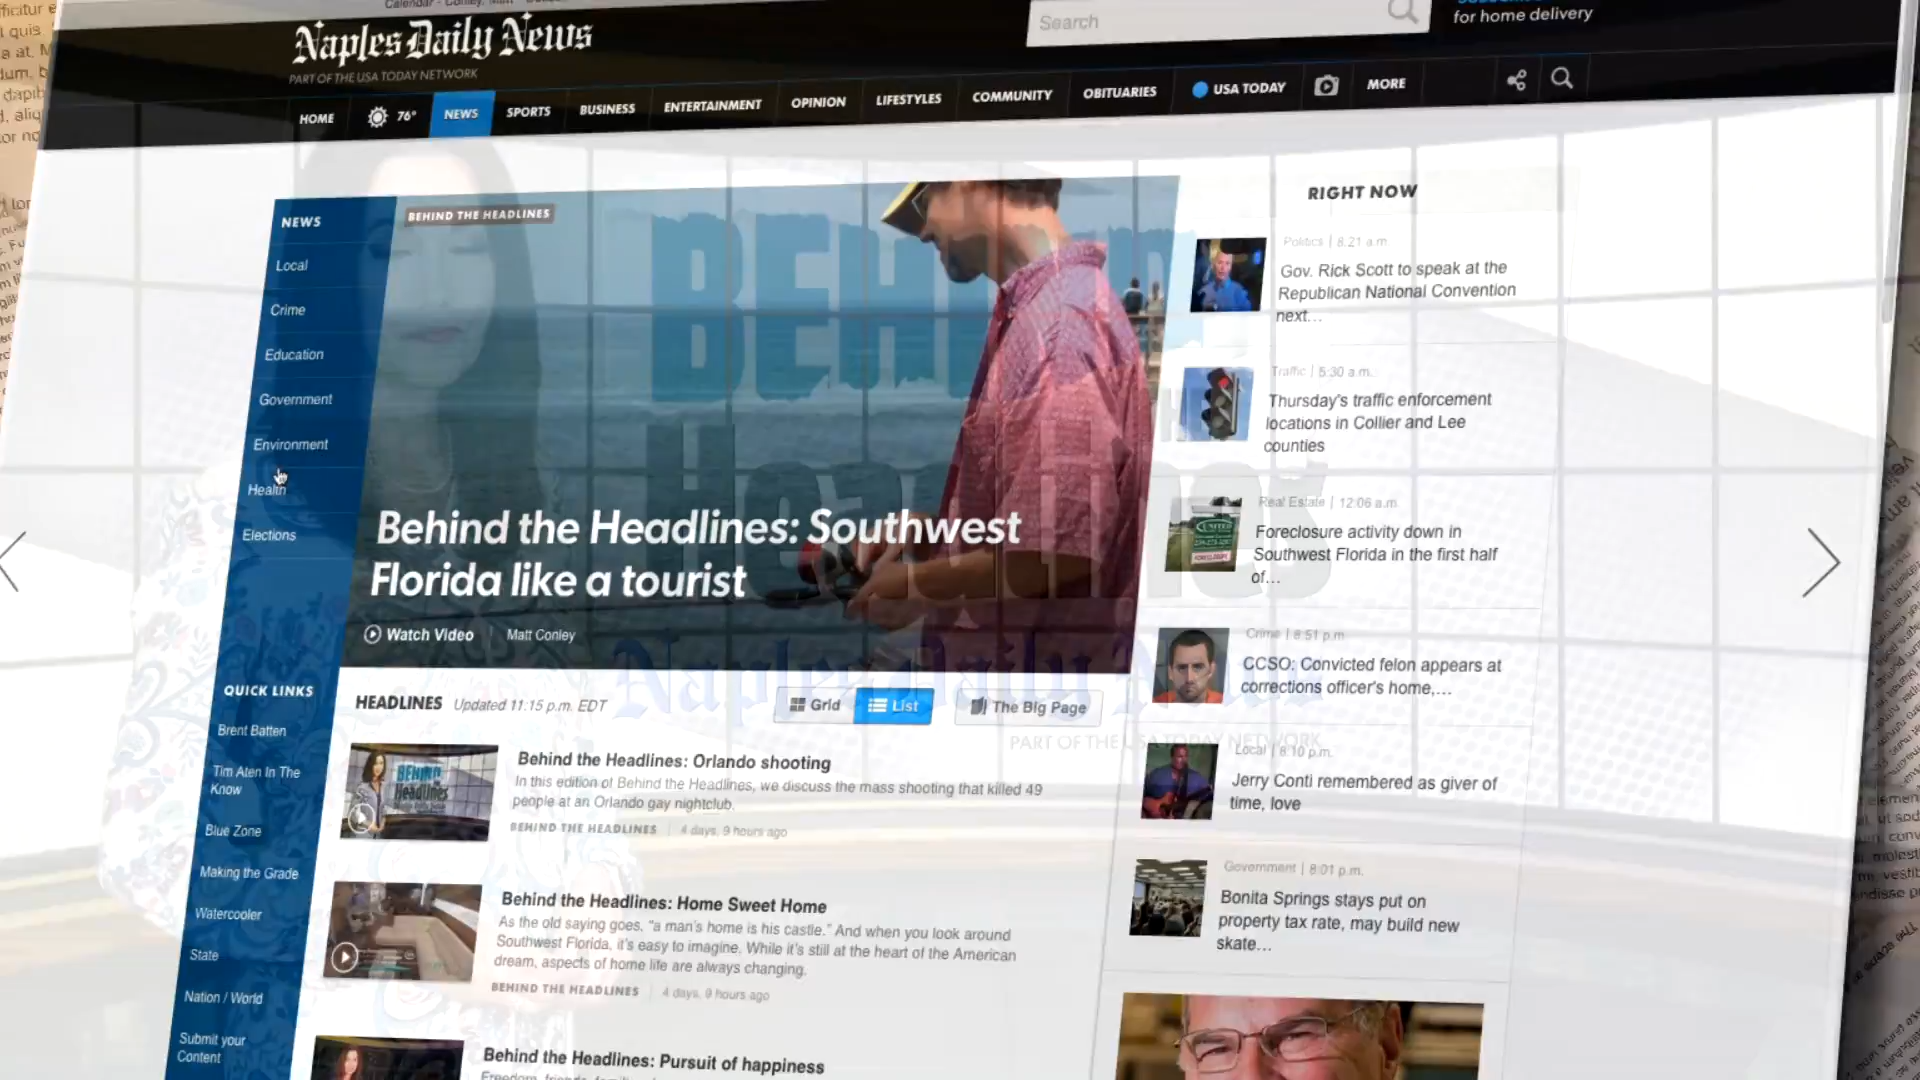 Naples Daily News
PART OF THE USA TODAY NETWORK
Search
for home delivery
HOME 76° NEWS SPORTS BUSINESS ENTERTAINMENT OPINION LIFESTYLES COMMUNITY OBITUARIES USA TODAY MORE
NEWS
Local
Crime
Education
Government
Environment
Health
Elections
QUICK LINKS
Brent Batten
Tim Aten In The
Know
Blue Zone
Making the Grade
Watercooler
State
Nation / World
Submit your
Content
BEHIND THE HEADLINES
Behind the Headlines: Southwest
Florida like a tourist
Watch Video Matt Conley
BEHIND
Headlines
Naples Daily News
PART OF THE USA TODAY NETWORK
HEADLINES Updated 11:15 p.m. EDT
Grid List The Big Page
Behind the Headlines: Orlando shooting
In this edition of Behind the Headlines, we discuss the mass shooting that killed 49
people at an Orlando gay nightclub.
BEHIND THE HEADLINES | 4 days, 9 hours ago
BEHIND
Headlines
Behind the Headlines: Home Sweet Home
As the old saying goes, “a man’s home is his castle.” And when you look around
Southwest Florida, it’s easy to imagine. While it’s still at the heart of the American
dream, aspects of home life are always changing.
BEHIND THE HEADLINES | 4 days, 9 hours ago
Behind the Headlines: Pursuit of happiness
RIGHT NOW
Politics | 8:21 a.m.
Gov. Rick Scott to speak at the
Republican National Convention
next…
Traffic | 5:30 a.m.
Thursday's traffic enforcement
locations in Collier and Lee
counties
Real Estate | 12:06 a.m.
Foreclosure activity down in
Southwest Florida in the first half
of…
Crime | 8:51 p.m.
CCSO: Convicted felon appears at
corrections officer's home,…
Local | 8:10 p.m.
Jerry Conti remembered as giver of
time, love
Government | 8:01 p.m.
Bonita Springs stays put on
property tax rate, may build new
skate…